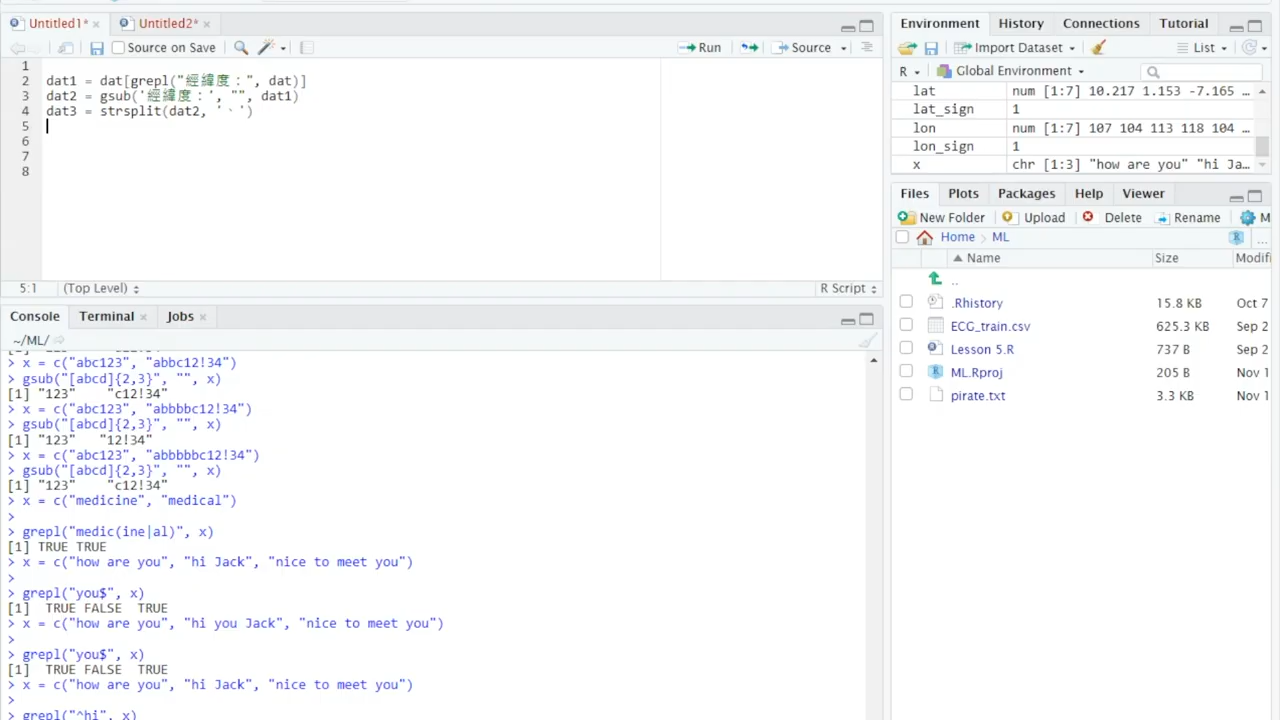 Untitled1*
Untitled2*
Source on Save
Run
Source
1
2 dat1 = dat[grepl("經緯度：", dat)]
3 dat2 = gsub('經緯度：', "", dat1)
4 dat3 = strsplit(dat2, '、')
5
6
7
8
5:1 (Top Level)
R Script
Console
Terminal
Jobs
~/ML/
> x = c("abc123", "abbc12!34")
> gsub("[abcd]{2,3}", "", x)
[1] "123" "c12!34"
> x = c("abc123", "abbbbc12!34")
> gsub("[abcd]{2,3}", "", x)
[1] "123" "12!34"
> x = c("abc123", "abbbbbc12!34")
> gsub("[abcd]{2,3}", "", x)
[1] "123" "c12!34"
> x = c("medicine", "medical")
>
> grepl("medic(ine|al)", x)
[1] TRUE TRUE
> x = c("how are you", "hi Jack", "nice to meet you")
>
> grepl("you$", x)
[1] TRUE FALSE TRUE
> x = c("how are you", "hi you Jack", "nice to meet you")
>
> grepl("you$", x)
[1] TRUE FALSE TRUE
> x = c("how are you", "hi Jack", "nice to meet you")
>
> grepl("^hi", x)
Environment
History
Connections
Tutorial
Import Dataset
List
R
Global Environment
lat num [1:7] 10.217 1.153 -7.165 ...
lat_sign 1
lon num [1:7] 107 104 113 118 104 ...
lon_sign 1
x chr [1:3] "how are you" "hi Ja...
Files
Plots
Packages
Help
Viewer
New Folder
Upload
Delete
Rename
M
Home
ML
...
Name
Size
Modifi
..
.Rhistory 15.8 KB Oct 7
ECG_train.csv 625.3 KB Sep 2
Lesson 5.R 737 B Sep 2
ML.Rproj 205 B Nov 1
pirate.txt 3.3 KB Nov 1